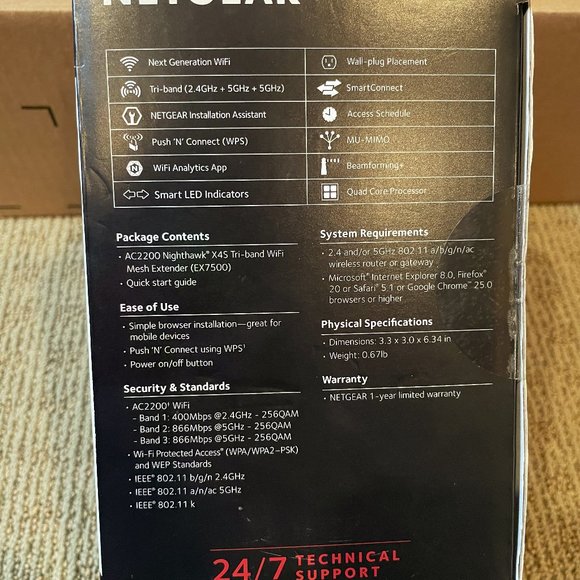 NETGEAR
Next Generation WiFi
Tri-band (2.4GHz + 5GHz + 5GHz)
NETGEAR Installation Assistant
Push 'N' Connect (WPS)
N
WiFi Analytics App
Smart LED Indicators
Wall-plug Placement
SmartConnect
Access Schedule
MU-MIMO
Beamforming+
Quad Core Processor
Package Contents
• AC2200 Nighthawk® X4S Tri-band WiFi
Mesh Extender (EX7500)
• Quick start guide
Ease of Use
• Simple browser installation—great for
mobile devices
• Push 'N' Connect using WPS¹
• Power on/off button
Security & Standards
• AC2200¹ WiFi
- Band 1: 400Mbps @2.4GHz - 256QAM
- Band 2: 866Mbps @5GHz - 256QAM
- Band 3: 866Mbps @5GHz - 256QAM
• Wi-Fi Protected Access® (WPA/WPA2-PSK)
and WEP Standards
• IEEE® 802.11 b/g/n 2.4GHz
• IEEE® 802.11 a/n/ac 5GHz
• IEEE® 802.11 k
System Requirements
• 2.4 and/or 5GHz 802.11 a/b/g/n/ac
wireless router or gateway
• Microsoft® Internet Explorer 8.0, Firefox®
20 or Safari® 5.1 or Google Chrome™ 25.0
browsers or higher
Physical Specifications
• Dimensions: 3.3 x 3.0 x 6.34 in
• Weight: 0.67lb
Warranty
• NETGEAR 1-year limited warranty
24/7 TECHNICAL
SUPPORT